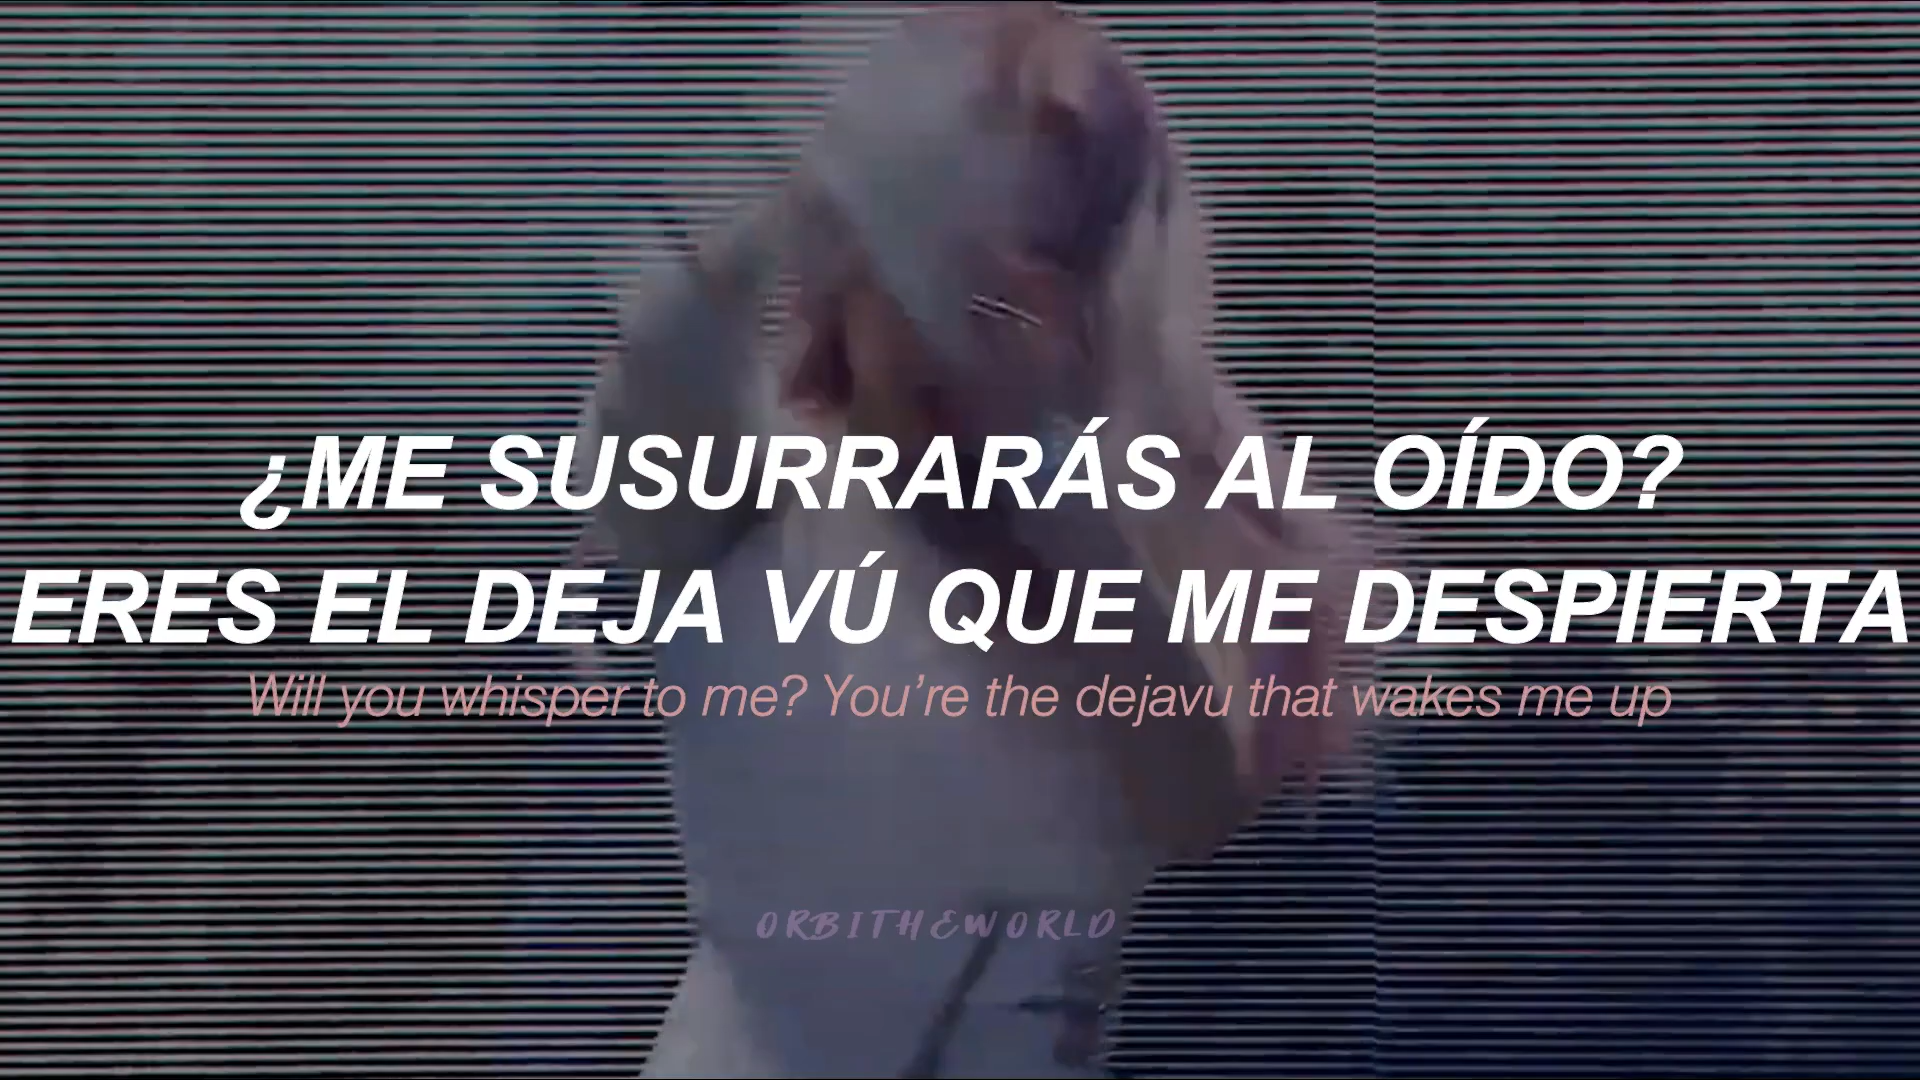 ¿ME SUSURRARÁS AL OÍDO?
ERES EL DEJA VÚ QUE ME DESPIERTA
Will you whisper to me? You're the dejavu that wakes me up
ORBITHEWORLD